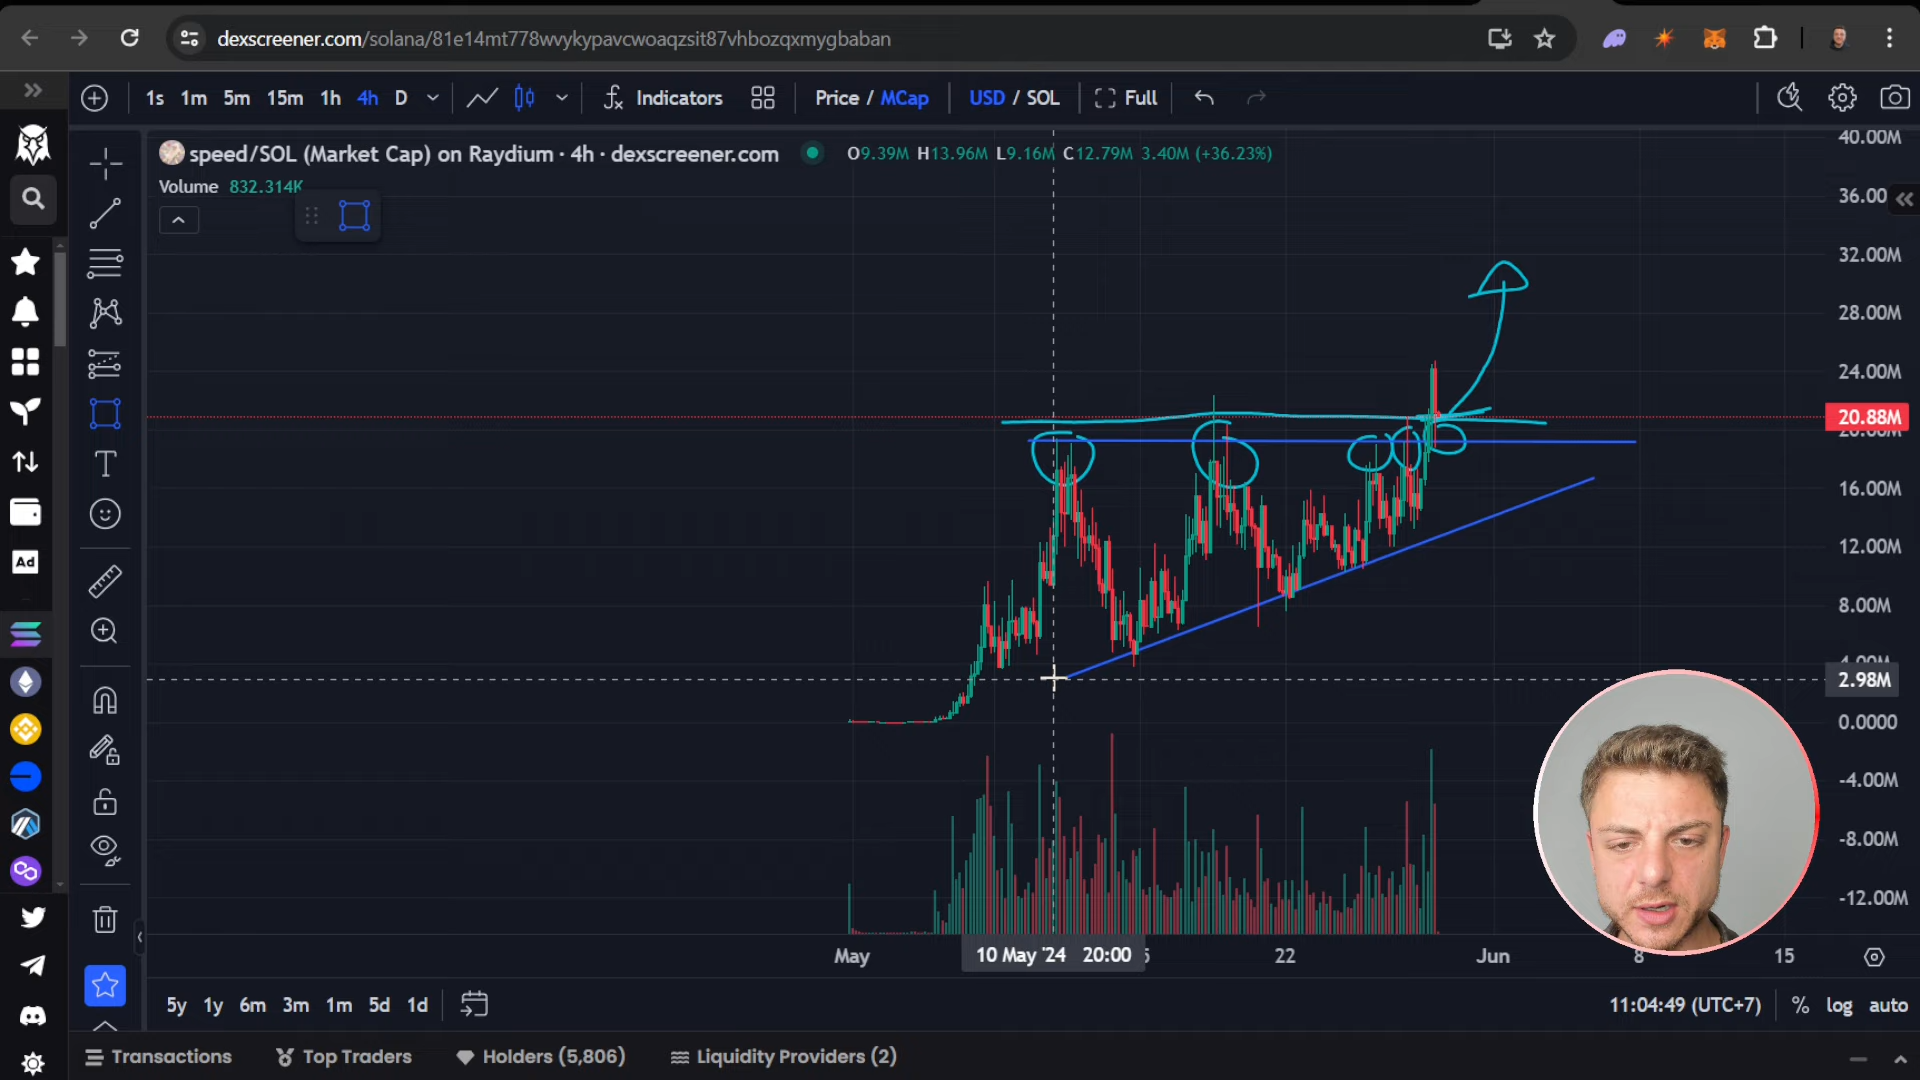 dexscreener.com/solana/81e14mt778wvykypavcwoaqzsit87vhbozqxmygbaban
1s 1m 5m 15m 1h 4h D Indicators Price / MCap USD / SOL Full
speed/SOL (Market Cap) on Raydium · 4h · dexscreener.com O9.39M H13.96M L9.16M C12.79M 3.40M (+36.23%)
Volume 832.314K
40.00M
36.00
32.00M
28.00M
24.00M
20.88M
16.00M
12.00M
8.00M
4.00M
2.98M
0.0000
-4.00M
-8.00M
-12.00M
Ad
May 10 May '24 20:00 22 Jun 8 15
5y 1y 6m 3m 1m 5d 1d 11:04:49 (UTC+7) % log auto
Transactions Top Traders Holders (5,806) Liquidity Providers (2)